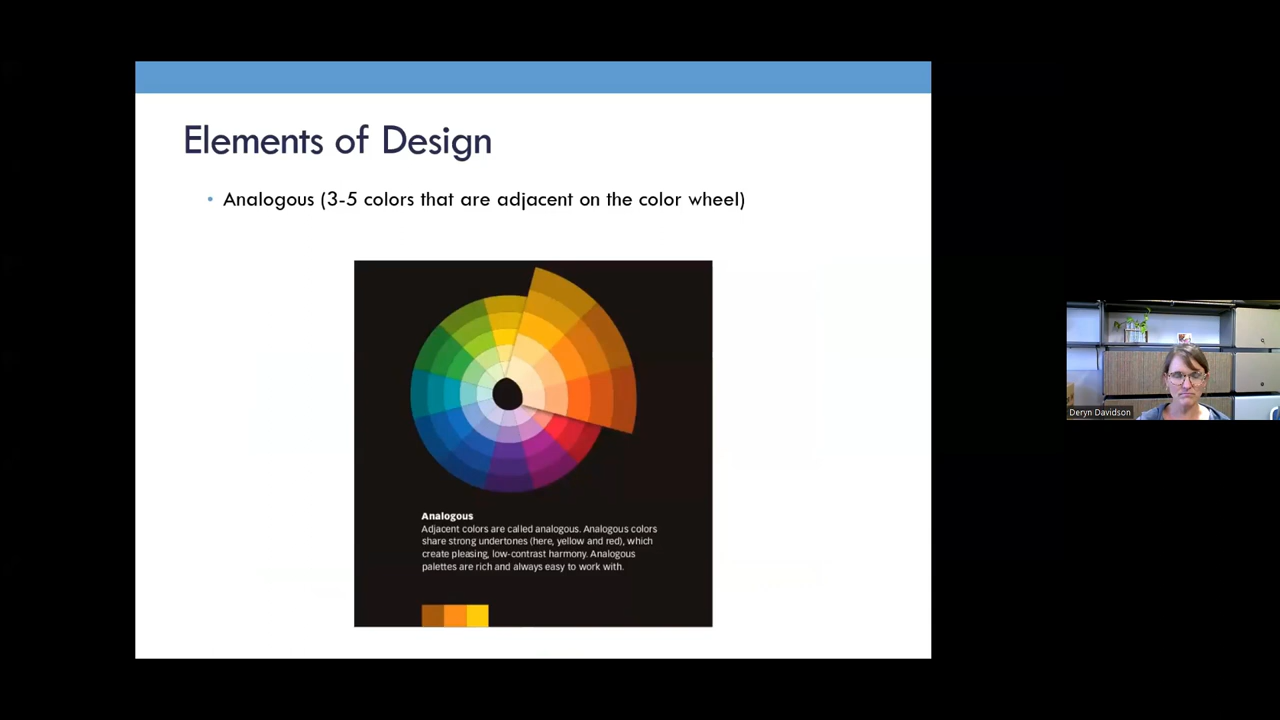 Elements of Design
• Analogous (3-5 colors that are adjacent on the color wheel)
Analogous
Adjacent colors are called analogous. Analogous colors
share strong undertones (here, yellow and red), which
create pleasing, low-contrast harmony. Analogous
palettes are rich and always easy to work with.
Deryn Davidson